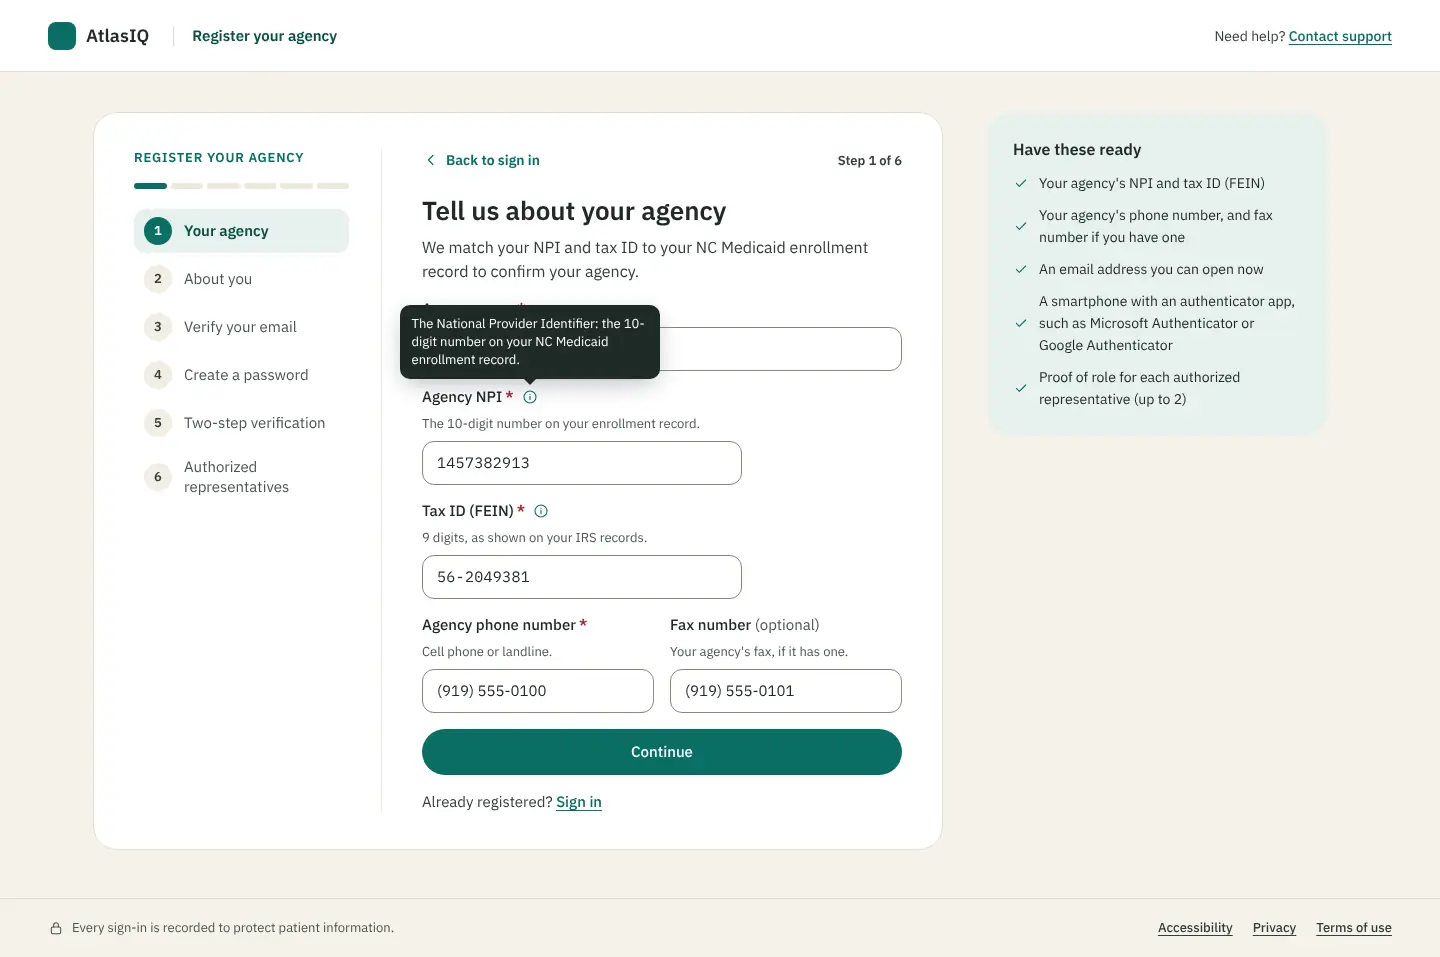 AtlasIQ
Register your agency
Need help? Contact support
REGISTER YOUR AGENCY
1 Your agency
2 About you
3 Verify your email
4 Create a password
5 Two-step verification
6 Authorized
representatives
Back to sign in
Step 1 of 6
Tell us about your agency
We match your NPI and tax ID to your NC Medicaid enrollment
record to confirm your agency.
The National Provider Identifier: the 10-
digit number on your NC Medicaid
enrollment record.
Agency NPI *
The 10-digit number on your enrollment record.
1457382913
Tax ID (FEIN) *
9 digits, as shown on your IRS records.
56-2049381
Agency phone number *
Cell phone or landline.
(919) 555-0100
Fax number (optional)
Your agency's fax, if it has one.
(919) 555-0101
Continue
Already registered? Sign in
Have these ready
Your agency's NPI and tax ID (FEIN)
Your agency's phone number, and fax
number if you have one
An email address you can open now
A smartphone with an authenticator app,
such as Microsoft Authenticator or
Google Authenticator
Proof of role for each authorized
representative (up to 2)
Every sign-in is recorded to protect patient information.
Accessibility
Privacy
Terms of use